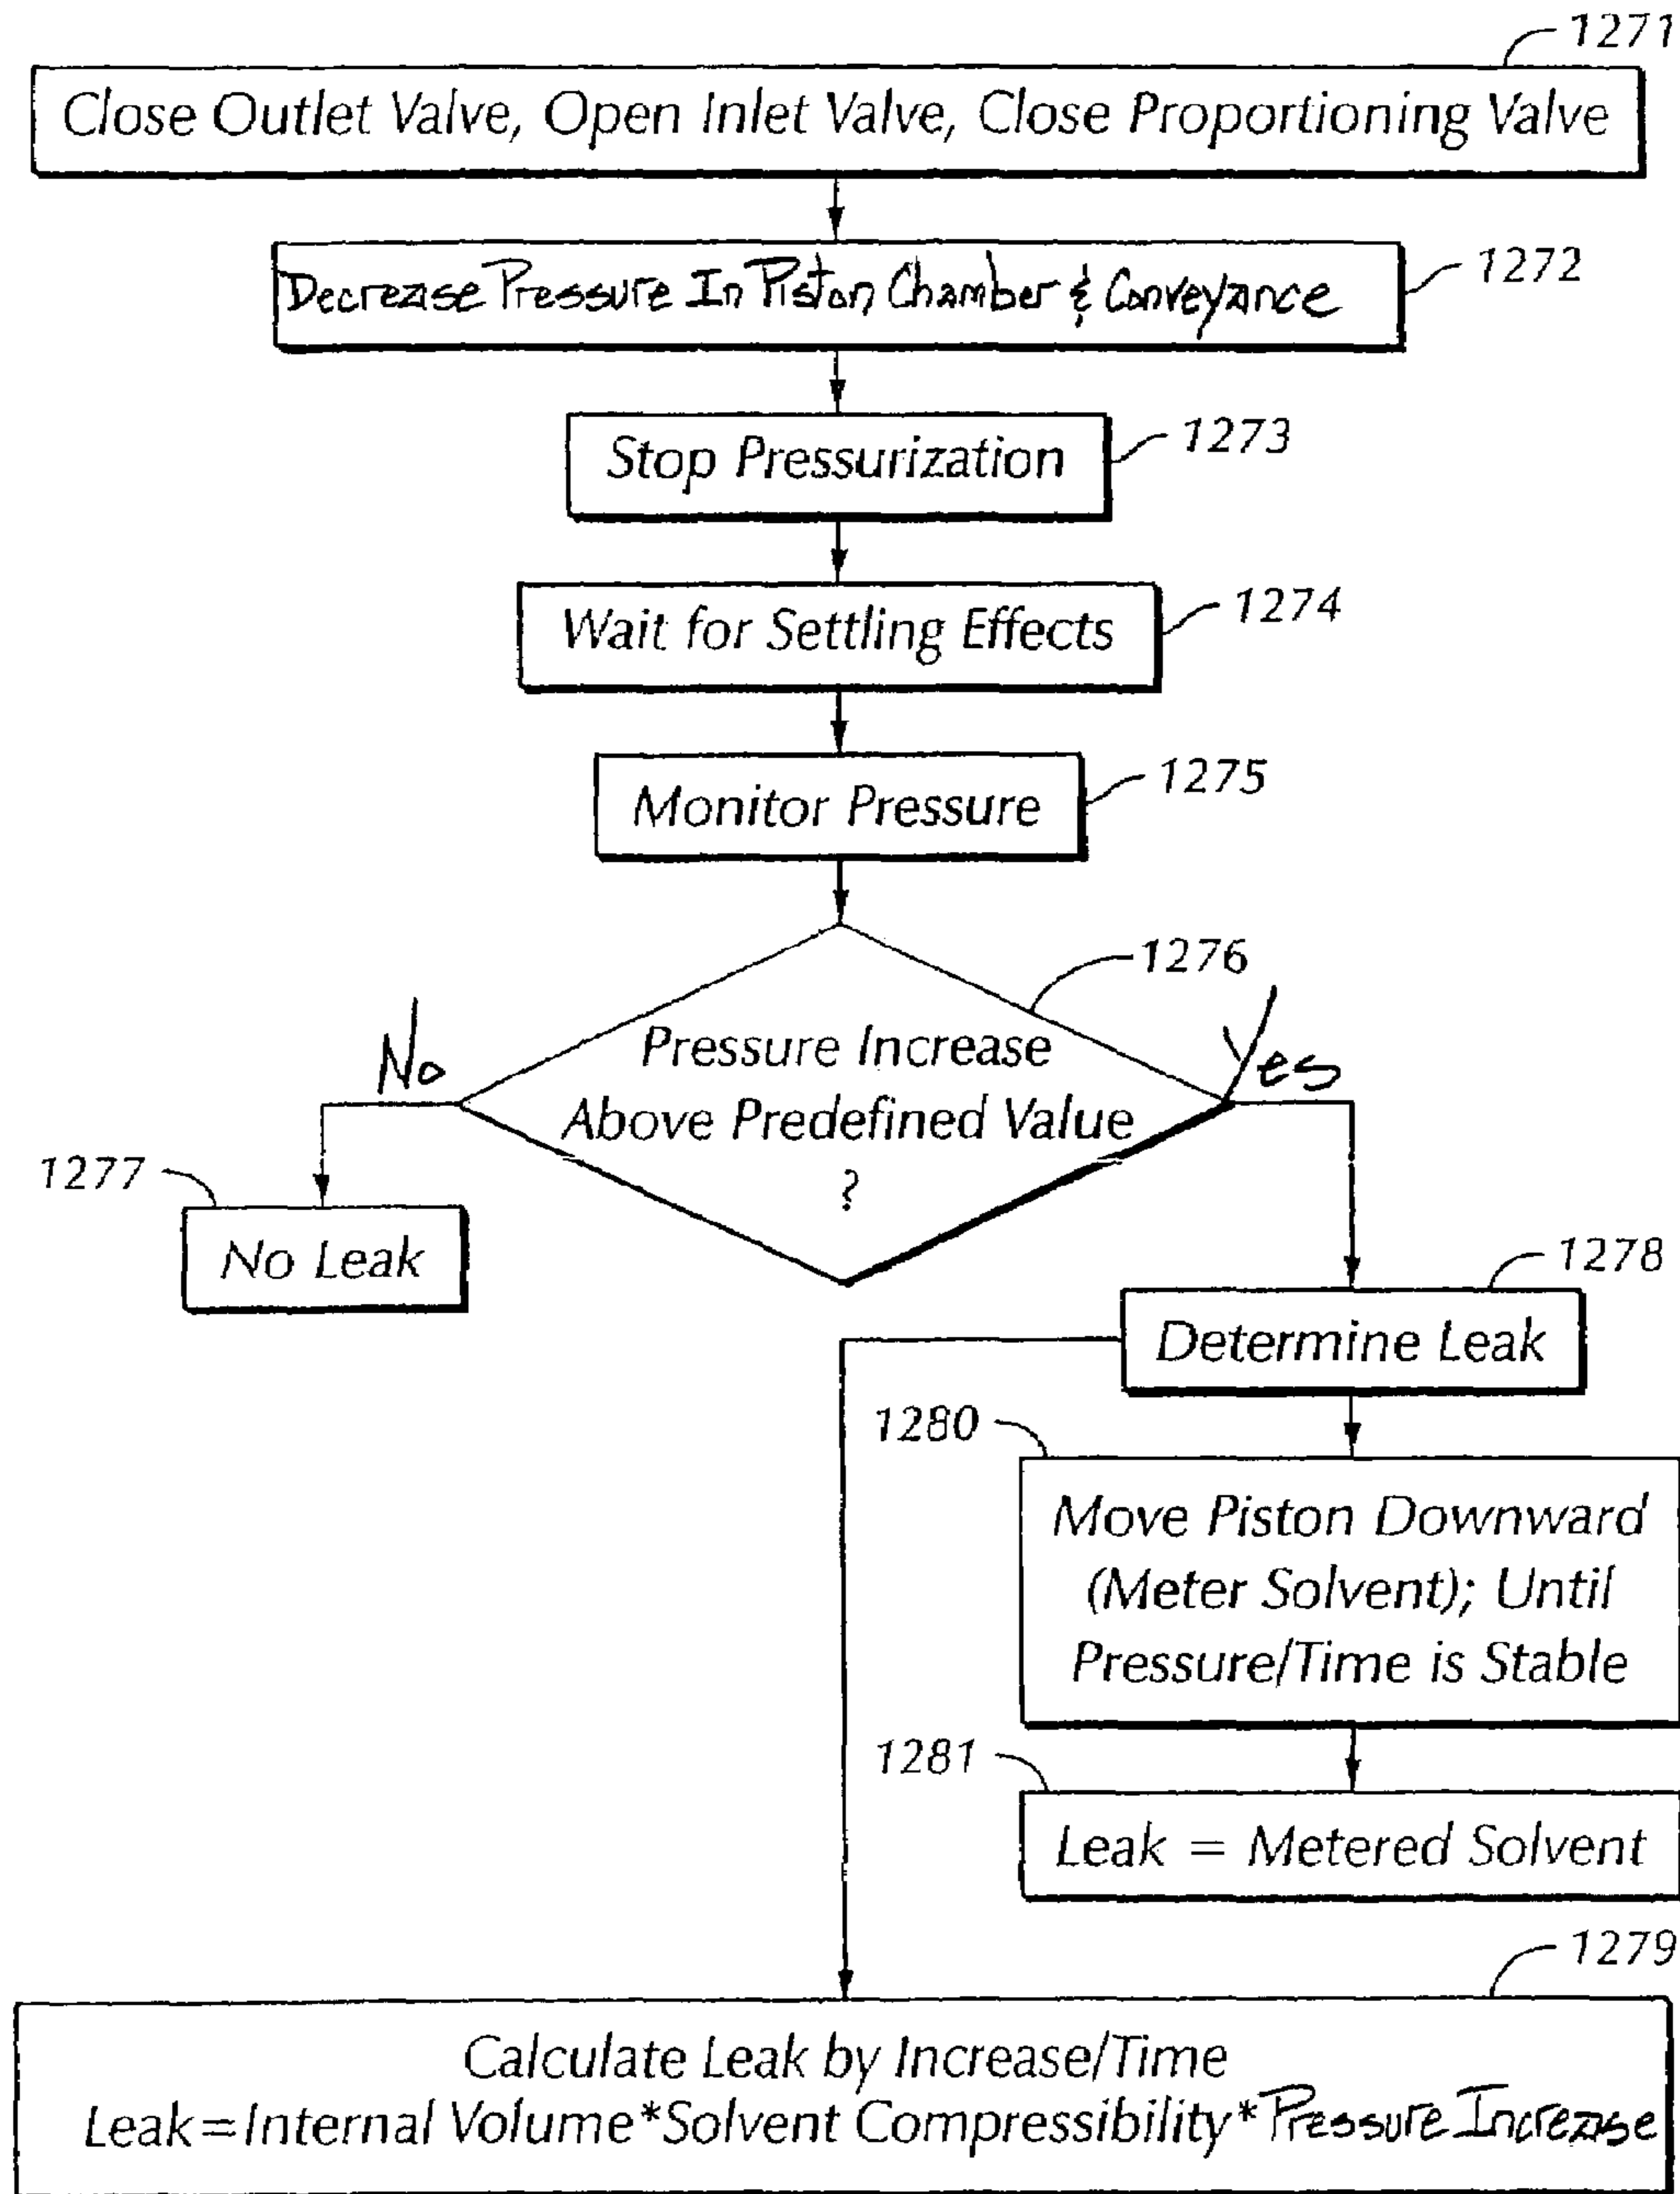 1271
Close Outlet Valve, Open Inlet Valve, Close Proportioning Valve
Decrease Pressure In Piston Chamber & Conveyance
1272
Stop Pressurization
1273
Wait for Settling Effects
1274
Monitor Pressure
1275
1276
Pressure Increase
Above Predefined Value
?
No
Yes
1277
No Leak
1278
Determine Leak
1280
Move Piston Downward
(Meter Solvent); Until
Pressure/Time is Stable
1281
Leak = Metered Solvent
1279
Calculate Leak by Increase/Time
Leak=Internal Volume*Solvent Compressibility*Pressure Increase